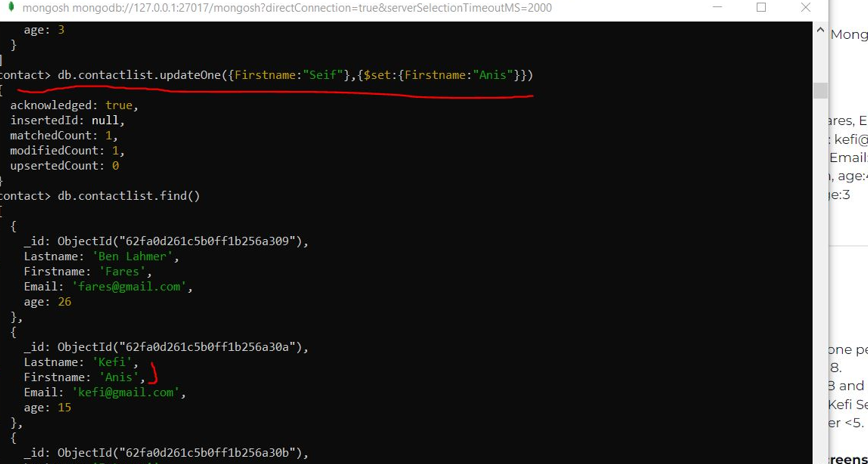 mongosh mongodb://127.0.0.1:27017/mongosh?directConnection=true&serverSelectionTimeoutMS=2000
age: 3
}
]
contact> db.contactlist.updateOne({Firstname:"Seif"},{$set:{Firstname:"Anis"}})
{
acknowledged: true,
insertedId: null,
matchedCount: 1,
modifiedCount: 1,
upsertedCount: 0
}
contact> db.contactlist.find()
[
{
_id: ObjectId("62fa0d261c5b0ff1b256a309"),
Lastname: 'Ben Lahmer',
Firstname: 'Fares',
Email: 'fares@gmail.com',
age: 26
},
{
_id: ObjectId("62fa0d261c5b0ff1b256a30a"),
Lastname: 'Kefi',
Firstname: 'Anis',
Email: 'kefi@gmail.com',
age: 15
},
{
_id: ObjectId("62fa0d261c5b0ff1b256a30b"),
Mong
ares, E
: kefi@
Email
, age:
ge:3
one pe
8.
8 and
Kefi Se
er <5.
reens